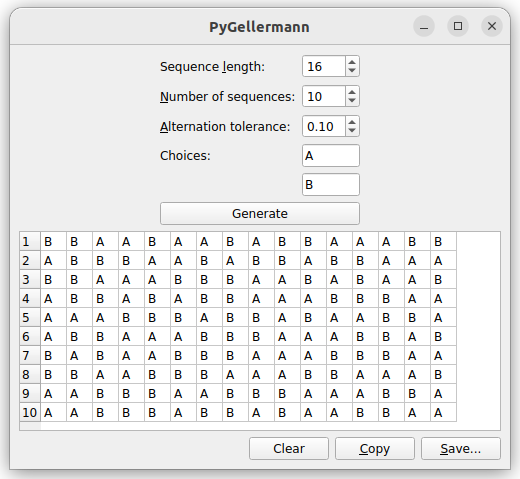 PyGellermann
Sequence length: 16
Number of sequences: 10
Alternation tolerance: 0.10
Choices: A
B
Generate
1 B B A A B A A B A B B A A A B B
2 A B B B A A B A B B A B B A A A
3 B B A A A B B B A A B A B A A B
4 A B B A B A B B A A A B B B A A
5 A A A B B B A B B A B A A B B A
6 A B B A A A B B B A A A B B A B
7 B A B A A B B B A A A B B B A A
8 B B A A B B B A A A B B A A A B
9 A A B B B A A B B B A A A B B A
10 A A B B B A B B A B A A B B A A
Clear Copy Save...